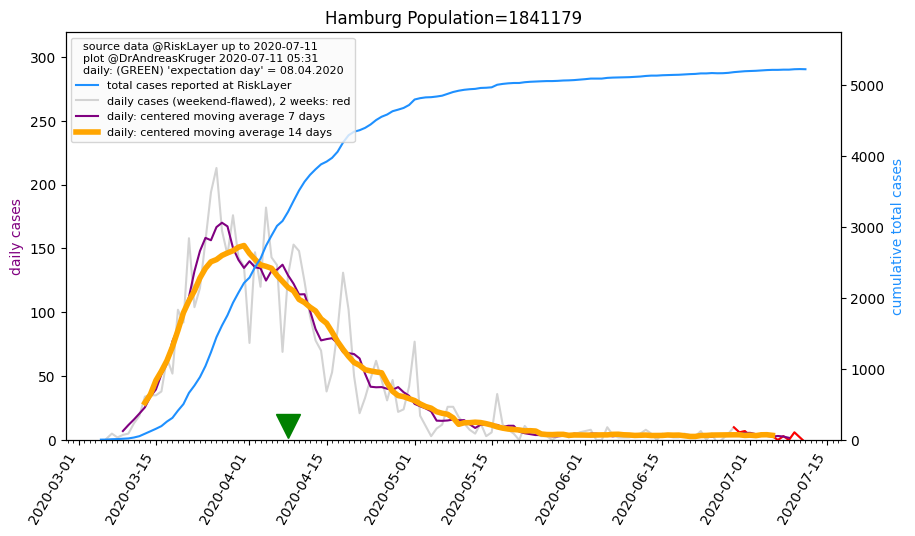 Hamburg Population=1841179
source data @RiskLayer up to 2020-07-11
plot @DrAndreasKruger 2020-07-11 05:31
daily: (GREEN) 'expectation day' = 08.04.2020
total cases reported at RiskLayer
daily cases (weekend-flawed), 2 weeks: red
daily: centered moving average 7 days
daily: centered moving average 14 days
300
250
200
150
100
50
0
daily cases
5000
4000
3000
2000
1000
0
cumulative total cases
2020-03-01
2020-03-15
2020-04-01
2020-04-15
2020-05-01
2020-05-15
2020-06-01
2020-06-15
2020-07-01
2020-07-15